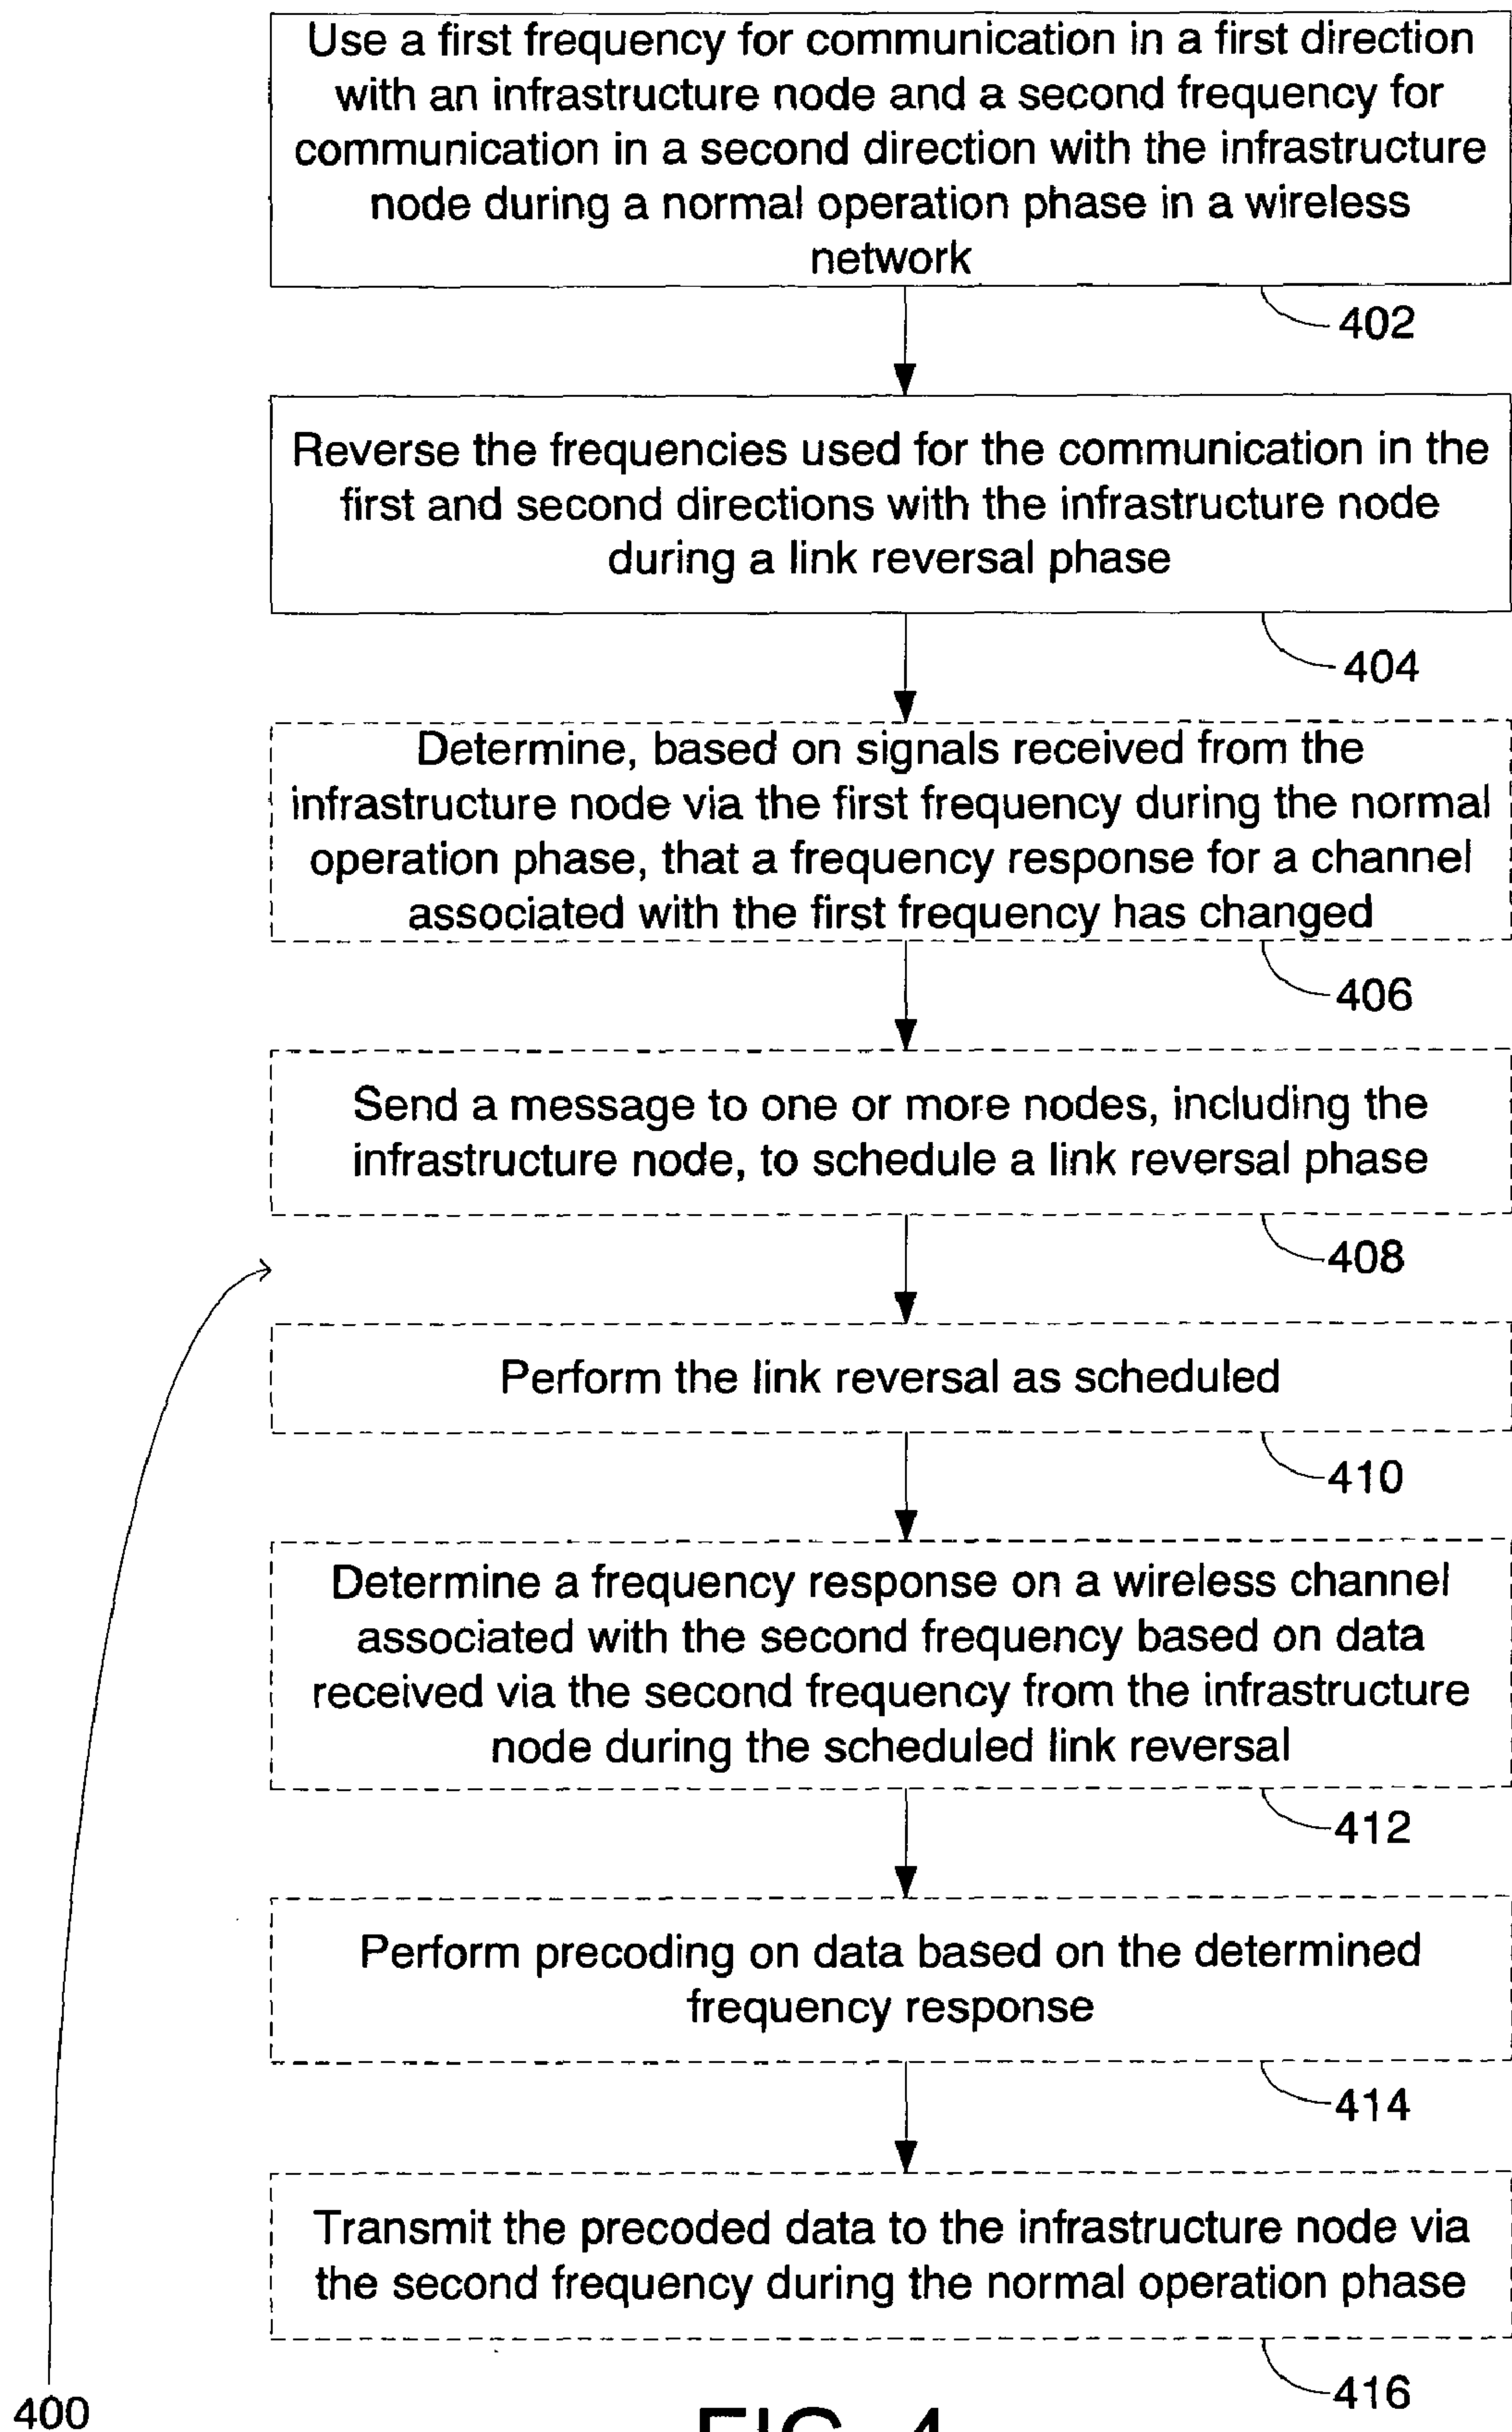 Use a first frequency for communication in a first direction
with an infrastructure node and a second frequency for
communication in a second direction with the infrastructure
node during a normal operation phase in a wireless
network
402
Reverse the frequencies used for the communication in the
first and second directions with the infrastructure node
during a link reversal phase
404
Determine, based on signals received from the
infrastructure node via the first frequency during the normal
operation phase, that a frequency response for a channel
associated with the first frequency has changed
406
Send a message to one or more nodes, including the
infrastructure node, to schedule a link reversal phase
408
Perform the link reversal as scheduled
410
Determine a frequency response on a wireless channel
associated with the second frequency based on data
received via the second frequency from the infrastructure
node during the scheduled link reversal
412
Perform precoding on data based on the determined
frequency response
414
Transmit the precoded data to the infrastructure node via
the second frequency during the normal operation phase
416
400
FIG. 4